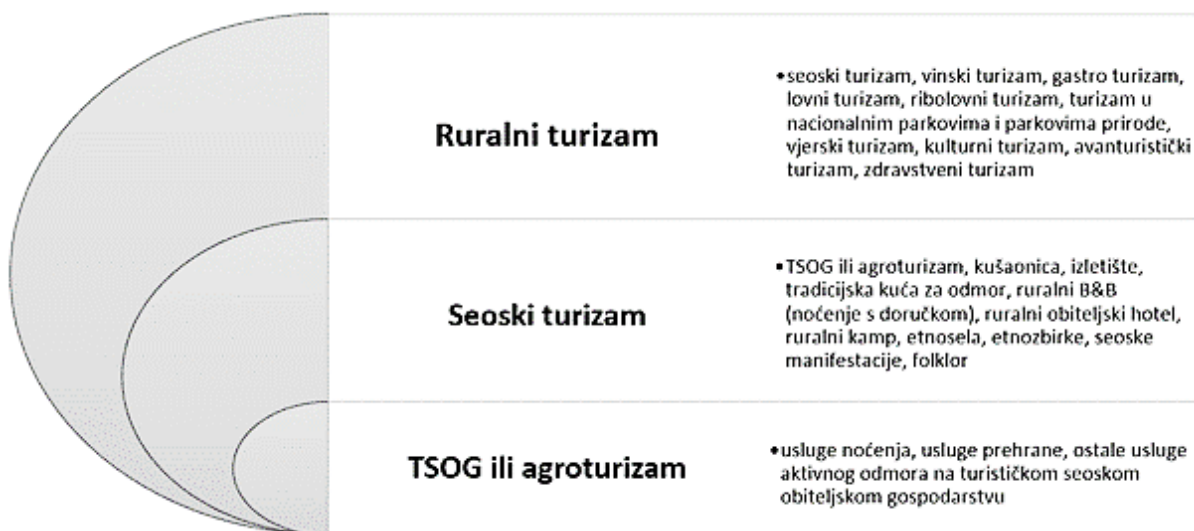 Ruralni turizam
•seoski turizam, vinski turizam, gastro turizam,
lovni turizam, ribolovni turizam, turizam u
nacionalnim parkovima i parkovima prirode,
vjerski turizam, kulturni turizam, avanturistički
turizam, zdravstveni turizam
Seoski turizam
•TSOG ili agroturizam, kušaonica, izletište,
tradicijska kuća za odmor, ruralni B&B
(noćenje s doručkom), ruralni obiteljski hotel,
ruralni kamp, etnosela, etnozbirke, seoske
manifestacije, folklor
TSOG ili agroturizam
•usluge noćenja, usluge prehrane, ostale usluge
aktivnog odmora na turističkom seoskom
obiteljskom gospodarstvu